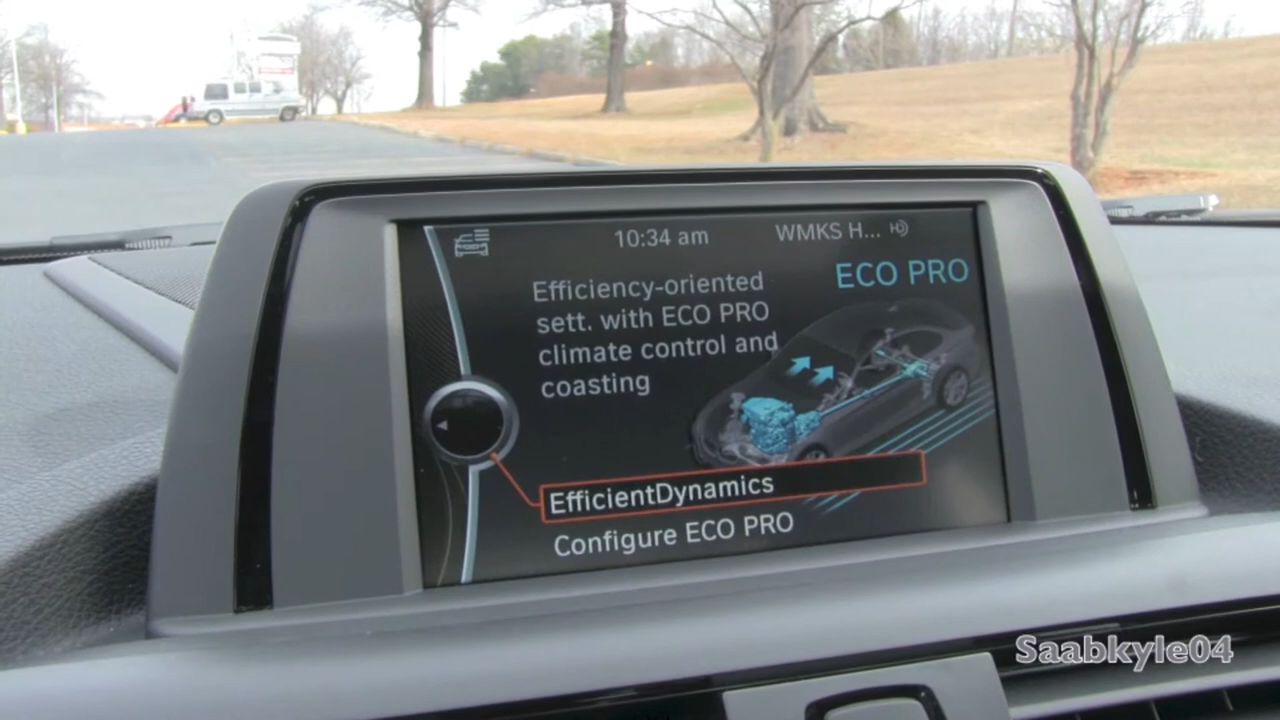 10:34 am
WMKS H...
ECO PRO
Efficiency-oriented
sett. with ECO PRO
climate control and
coasting
EfficientDynamics
Configure ECO PRO
Saabkyle04